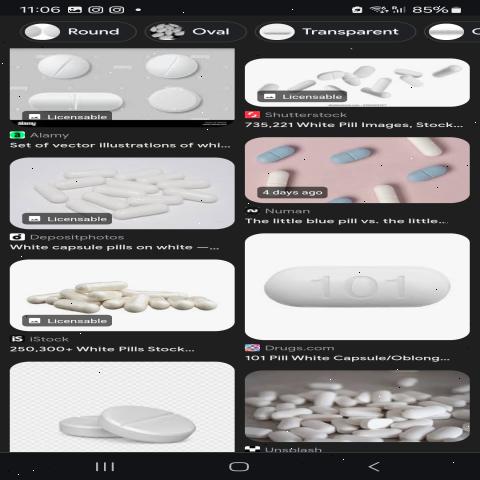 11:06
85%
Round
Oval
Transparent
Licensable
alamy
Alamy
Set of vector illustrations of whi...
Licensable
Shutterstock
735,221 White Pill Images, Stock...
Licensable
Depositphotos
White capsule pills on white —...
4 days ago
Numan
The little blue pill vs. the little...
Licensable
iS iStock
250,300+ White Pills Stock...
101
Drugs.com
101 Pill White Capsule/Oblong...
Unsplash